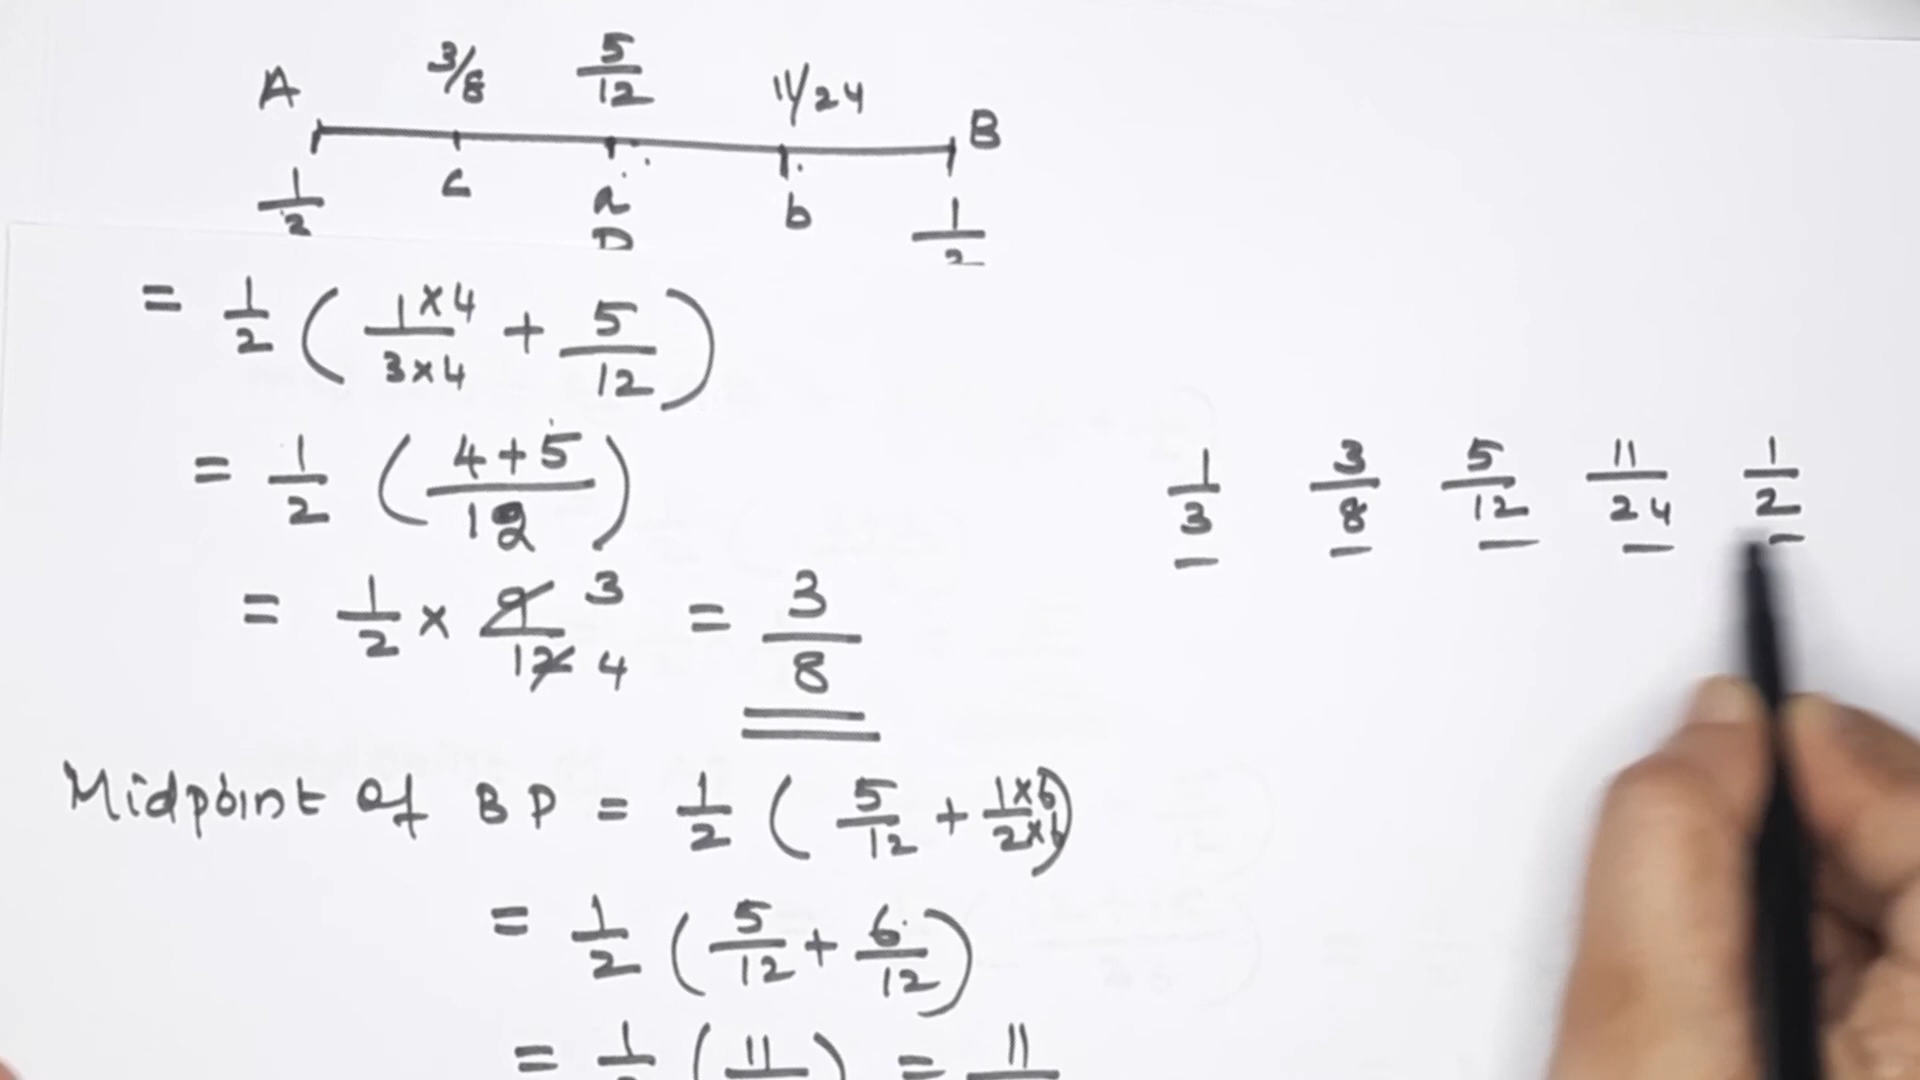 A 3/8 5/12 11/24 B
1/2 c a b 1/2
D
= 1/2 ( 1×4/3×4 + 5/12 )
= 1/2 ( 4+5/12 )
1/3 3/8 5/12 11/24 1/2
= 1/2 × 9/12 3/4 = 3/8
Midpoint of BD = 1/2 ( 5/12 + 1×6/2×6 )
= 1/2 ( 5/12 + 6/12 )
= 1/2 ( 11 ) = 11